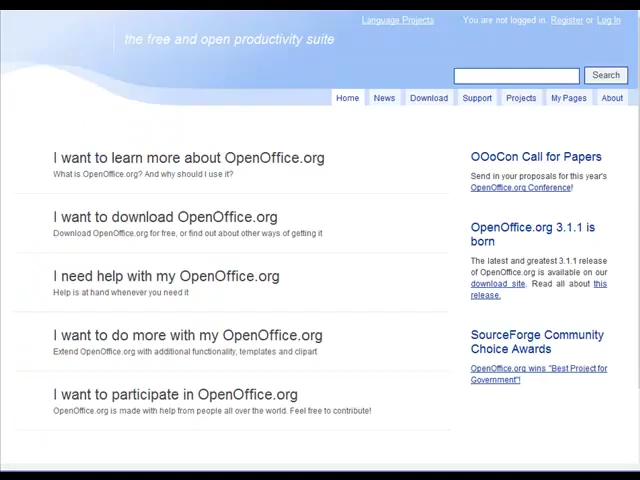 Language Projects
You are not logged in. Register or Log In
the free and open productivity suite
Search
Home News Download Support Projects My Pages About
I want to learn more about OpenOffice.org
What is OpenOffice.org? And why should I use it?
I want to download OpenOffice.org
Download OpenOffice.org for free, or find out about other ways of getting it
I need help with my OpenOffice.org
Help is at hand whenever you need it
I want to do more with my OpenOffice.org
Extend OpenOffice.org with additional functionality, templates and clipart
I want to participate in OpenOffice.org
OpenOffice.org is made with help from people all over the world. Feel free to contribute!
OOoCon Call for Papers
Send in your proposals for this year's
OpenOffice.org Conference!
OpenOffice.org 3.1.1 is
born
The latest and greatest 3.1.1 release
of OpenOffice.org is available on our
download site. Read all about this
release.
SourceForge Community
Choice Awards
OpenOffice.org wins "Best Project for
Government"!